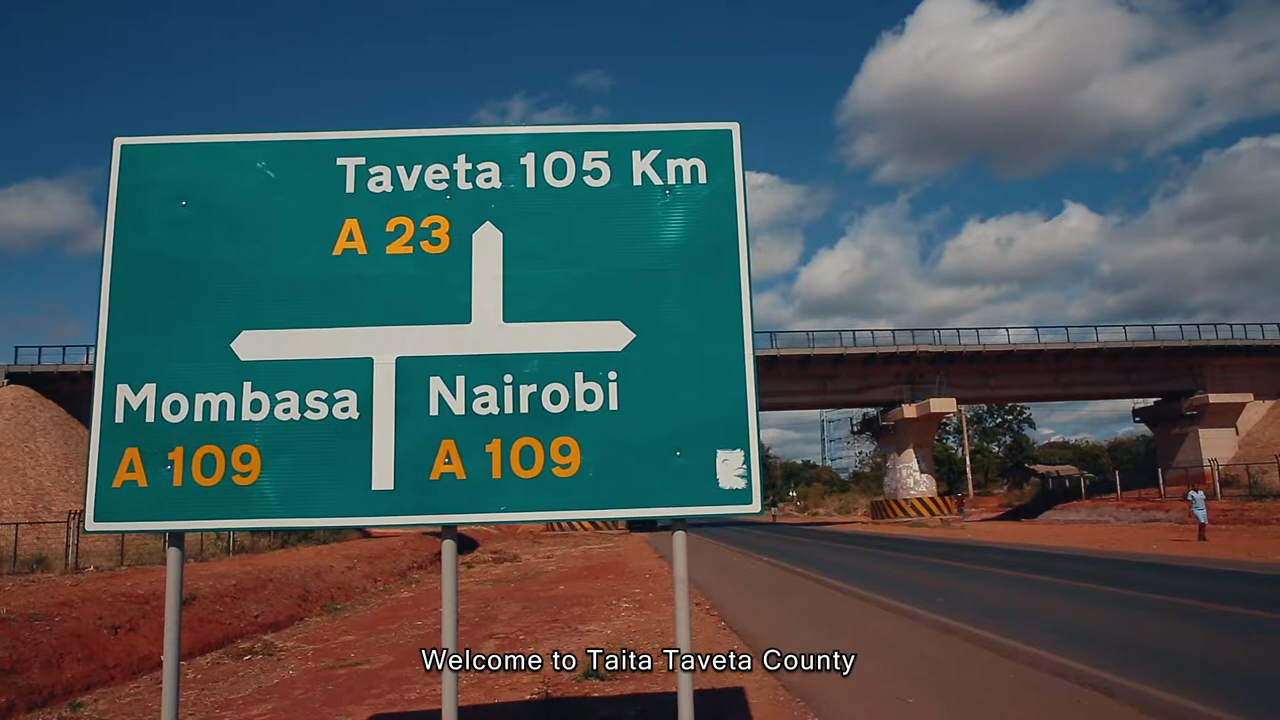 Taveta 105 Km
A 23
Mombasa
A 109
Nairobi
A 109
Welcome to Taita Taveta County